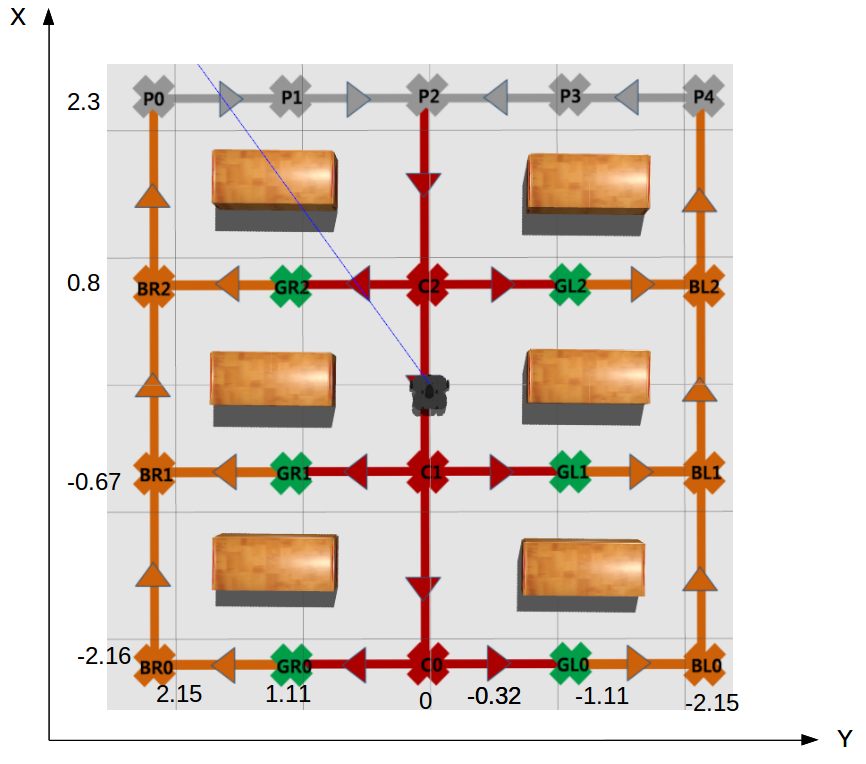 X
2.3
P0 P1 P2 P3 P4
0.8
BR2 GR2 C2 GL2 BL2
-0.67
BR1 GR1 C1 GL1 BL1
-2.16
BR0 GR0 C0 GL0 BL0
2.15 1.11 0 -0.32 -1.11 -2.15
Y